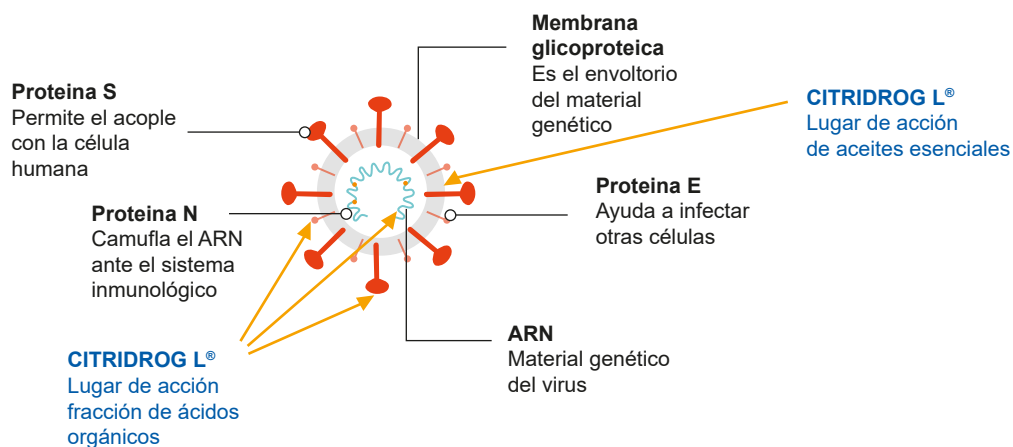 Membrana
glicoproteica
Es el envoltorio
del material
genético
Proteina S
Permite el acople
con la célula
humana
CITRIDROG L®
Lugar de acción
de aceites esenciales
Proteina N
Camufla el ARN
ante el sistema
inmunológico
Proteina E
Ayuda a infectar
otras células
ARN
Material genético
del virus
CITRIDROG L®
Lugar de acción
fracción de ácidos
orgánicos